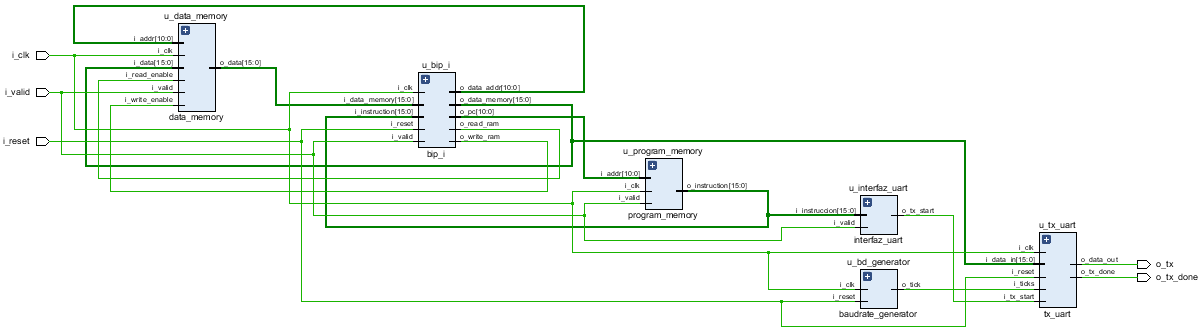 i_clk
i_valid
i_reset
u_data_memory
i_addr[10:0]
i_clk
i_data[15:0]
i_read_enable
i_valid
i_write_enable
o_data[15:0]
data_memory
u_bip_i
i_clk
i_data_memory[15:0]
i_instruction[15:0]
i_reset
i_valid
o_data_addr[10:0]
o_data_memory[15:0]
o_pc[10:0]
o_read_ram
o_write_ram
bip_i
u_program_memory
i_addr[10:0]
i_clk
i_valid
o_instruction[15:0]
program_memory
u_interfaz_uart
i_instruccion[15:0]
i_valid
o_tx_start
interfaz_uart
u_bd_generator
i_clk
i_reset
o_tick
baudrate_generator
u_tx_uart
i_clk
i_data_in[15:0]
i_reset
i_ticks
i_tx_start
o_data_out
o_tx_done
tx_uart
o_tx
o_tx_done